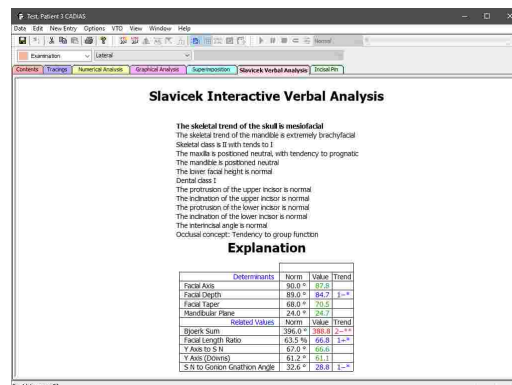 Test, Patient 3 CADIAS
Data Edit New Entry Options VTO View Window Help
Normal
Examination Lateral
Contents Tracings Numerical Analysis Graphical Analysis Superimposition Slavicek Verbal Analysis Incisal Pin
Slavicek Interactive Verbal Analysis
The skeletal trend of the skull is mesiofacial
The skeletal trend of the mandible is extremely brachyfacial
Skeletal class is II with tends to I
The maxilla is positioned neutral, with tendency to prognatic
The mandible is positioned neutral
The lower facial height is normal
Dental class I
The protrusion of the upper incisor is normal
The inclination of the upper incisor is normal
The protrusion of the lower incisor is normal
The inclination of the lower incisor is normal
The interincisal angle is normal
Occlusal concept: Tendency to group function
Explanation
Determinants Norm Value Trend
Facial Axis 90.0 ° 87.8
Facial Depth 89.0 ° 84.7 1-*
Facial Taper 68.0 ° 70.5
Mandibular Plane 24.0 ° 24.7
Related Values Norm Value Trend
Bjoerk Sum 396.0 ° 388.8 2-**
Facial Length Ratio 63.5 % 66.8 1+*
Y Axis to S N 67.0 ° 66.6
Y Axis (Downs) 61.2 ° 61.1
S N to Gonion Gnathion Angle 32.6 ° 28.8 1-*